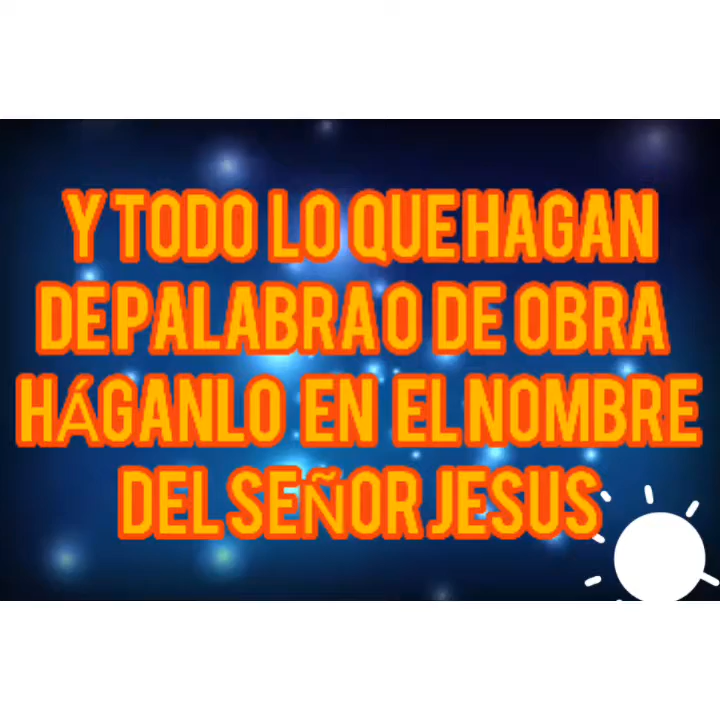 Y TODO LO QUE HAGAN
DE PALABRA O DE OBRA
HÁGANLO EN EL NOMBRE
DEL SEÑOR JESUS